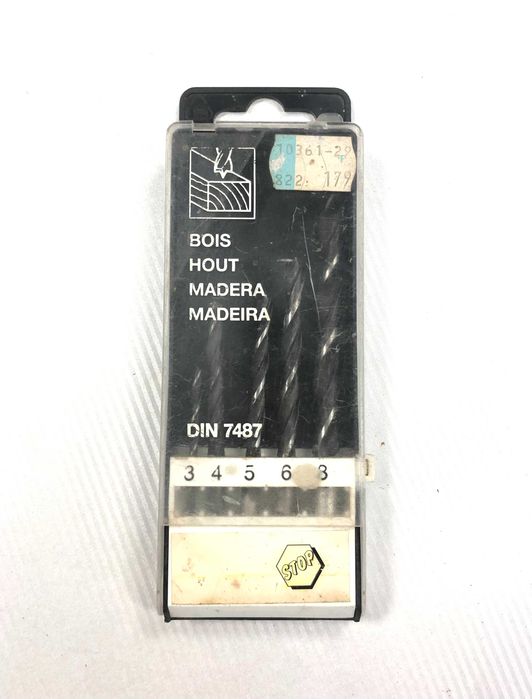 10361-29
822. 179
BOIS
HOUT
MADERA
MADEIRA
DIN 7487
3 4 5 6 8
STOP